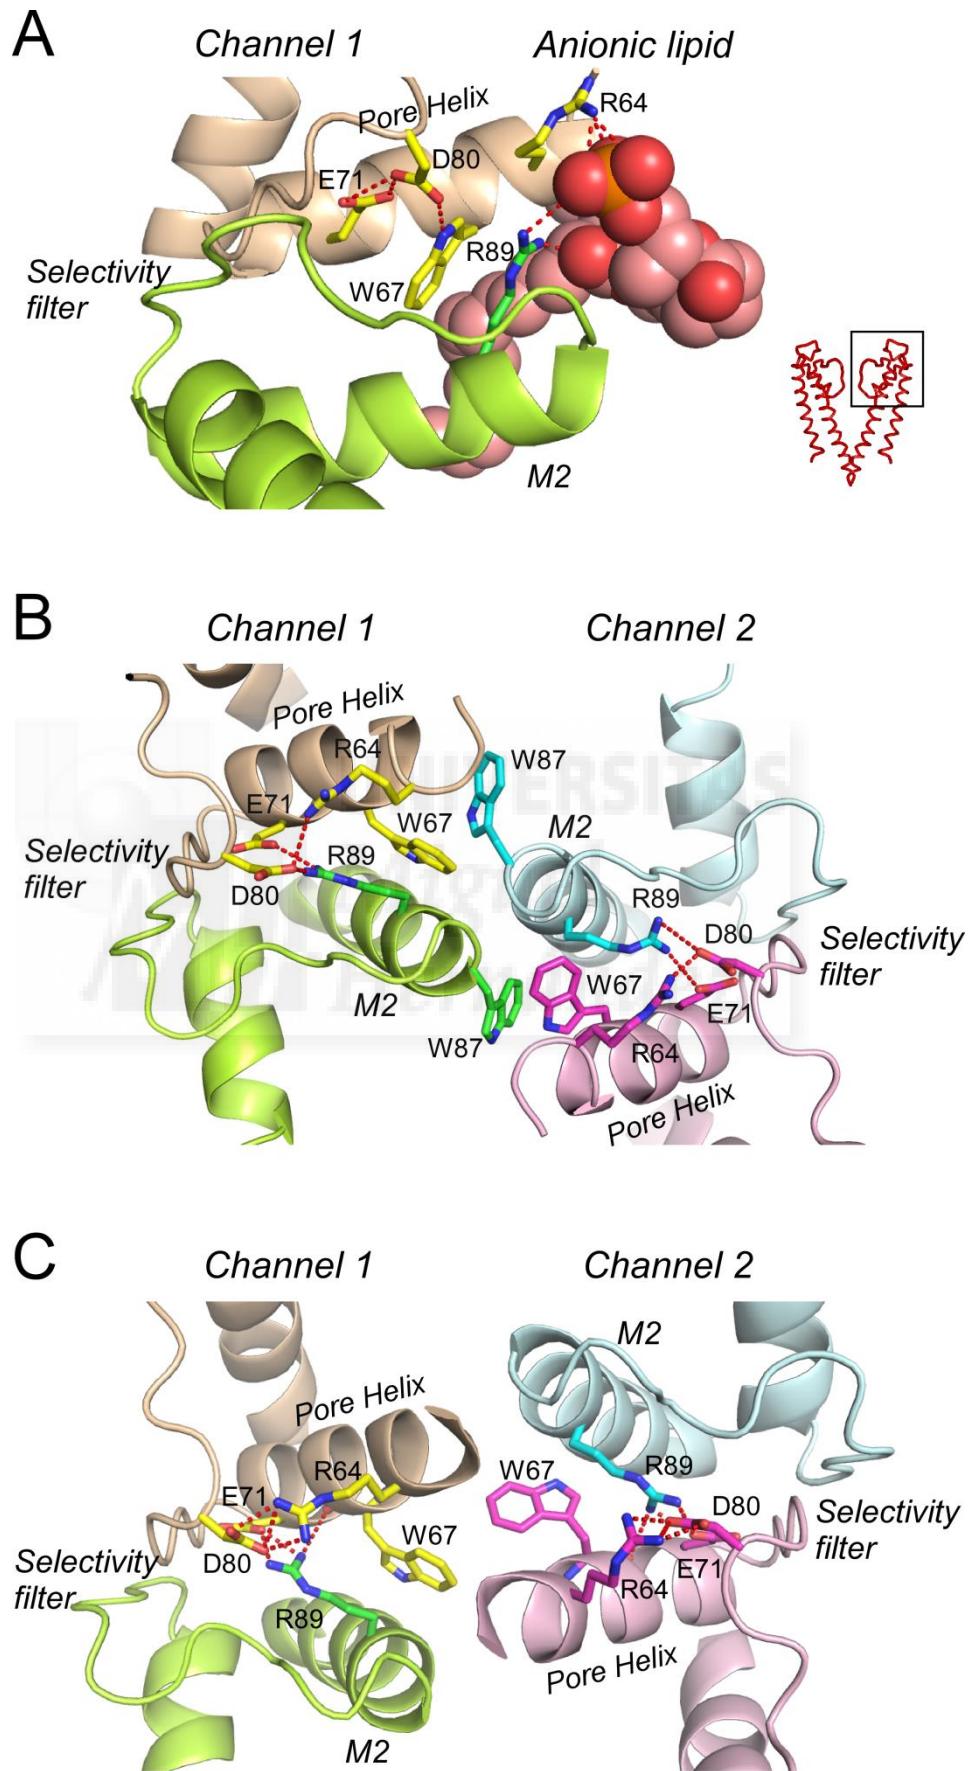 A
Channel 1
Anionic lipid
Pore Helix
R64
D80
E71
R89
Selectivity
filter
W67
M2
B
Channel 1
Channel 2
Pore Helix
R64
W87
E71
W67
M2
Selectivity
filter
R89
D80
R89
D80
Selectivity
filter
W67
E71
M2
W87
R64
Pore Helix
C
Channel 1
Channel 2
M2
Pore Helix
R64
W67
R89
E71
D80
Selectivity
filter
W67
D80
E71
Selectivity
filter
R64
R89
Pore Helix
M2